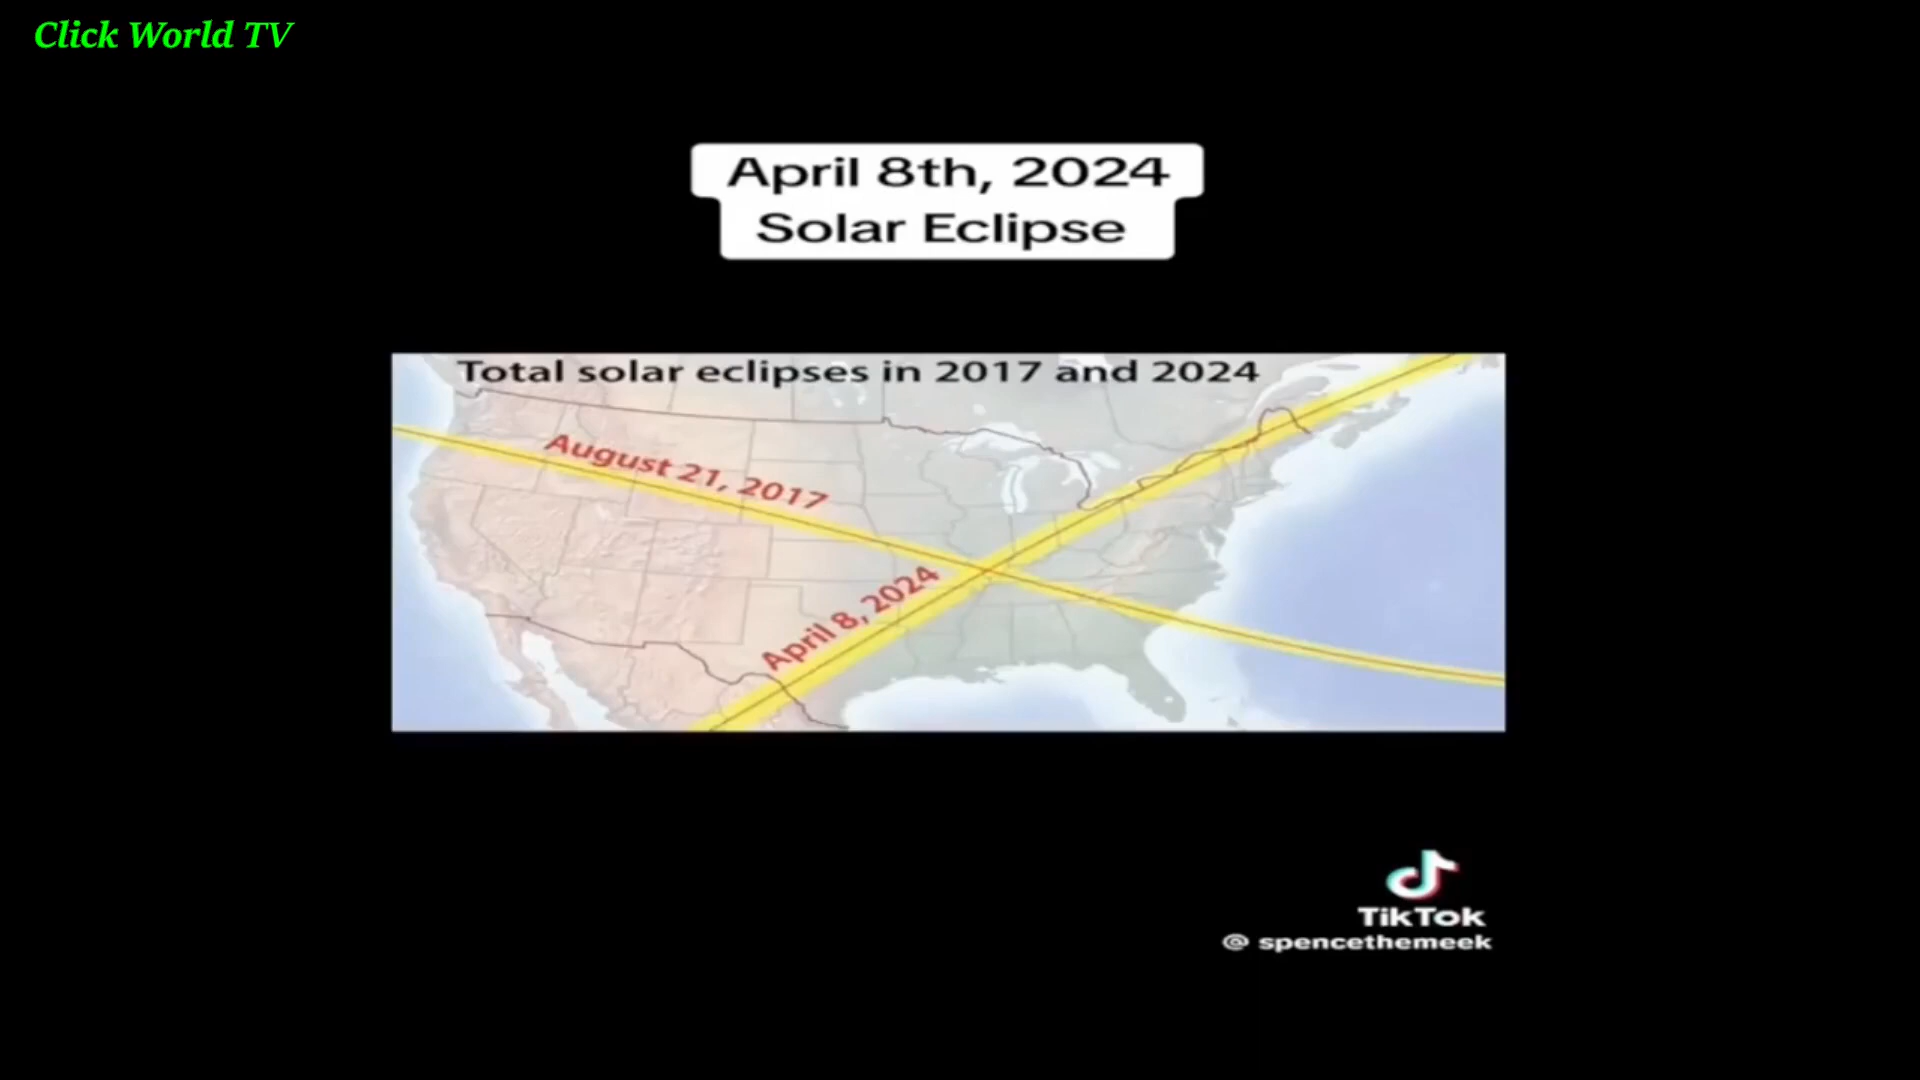 Click World TV
April 8th, 2024
Solar Eclipse
Total solar eclipses in 2017 and 2024
August 21, 2017
April 8, 2024
TikTok
@ spencethemeek